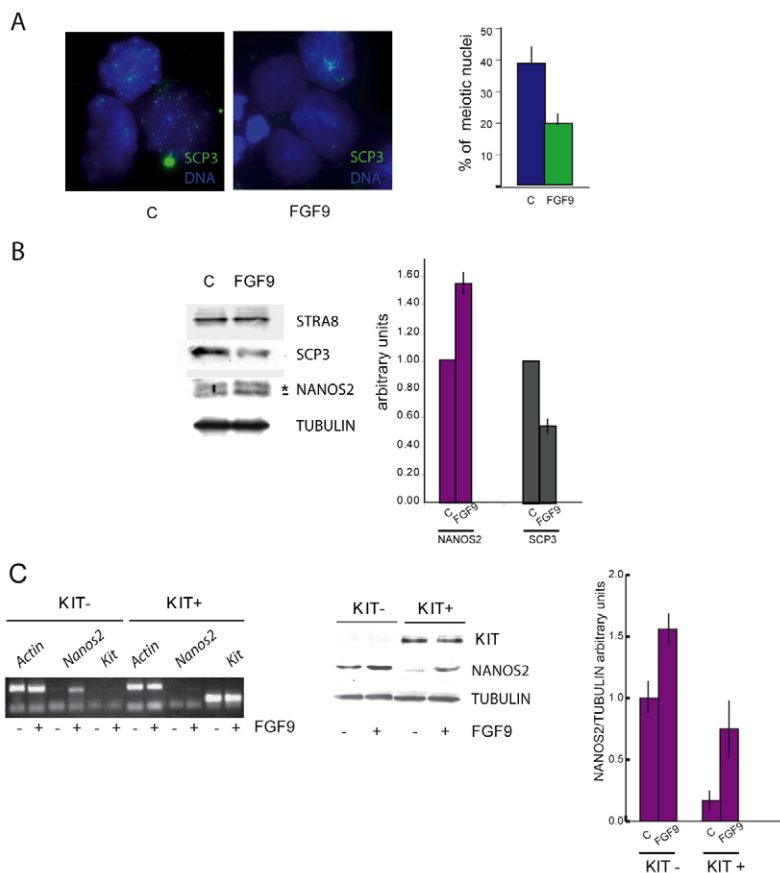 A
SCP3
DNA
C
SCP3
DNA
FGF9
% of meiotic nuclei
50
40
30
20
10
C FGF9
B
C FGF9
STRA8
SCP3
* NANOS2
TUBULIN
arbitrary units
1.60
1.40
1.20
1.00
0.80
0.60
0.40
0.20
0.00
C FGF9 C FGF9
NANOS2 SCP3
C
KIT- KIT+
Actin Nanos2 Kit Actin Nanos2 Kit
- + - + - + - + - + - + FGF9
KIT- KIT+
KIT
NANOS2
TUBULIN
- + - + FGF9
NANOS2/TUBULIN arbitrary units
2.0
1.5
1.0
0.5
0.0
C FGF9 C FGF9
KIT - KIT +